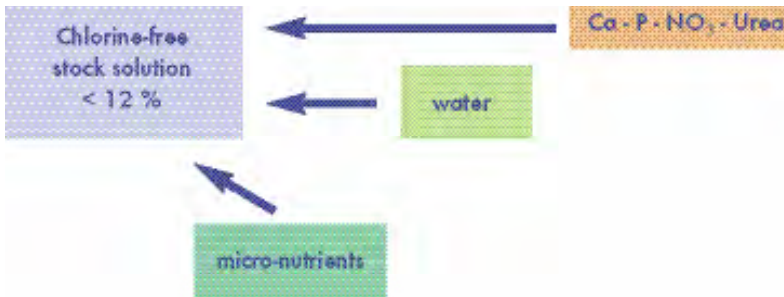 Chlorine-free
stock solution
< 12 %
Ca - P - NO₃ - Urea
water
micro-nutrients